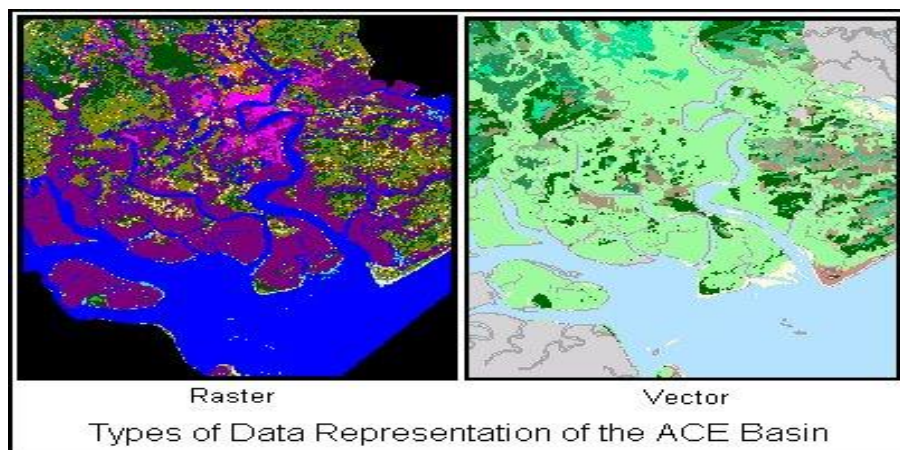 Raster
Vector
Types of Data Representation of the ACE Basin